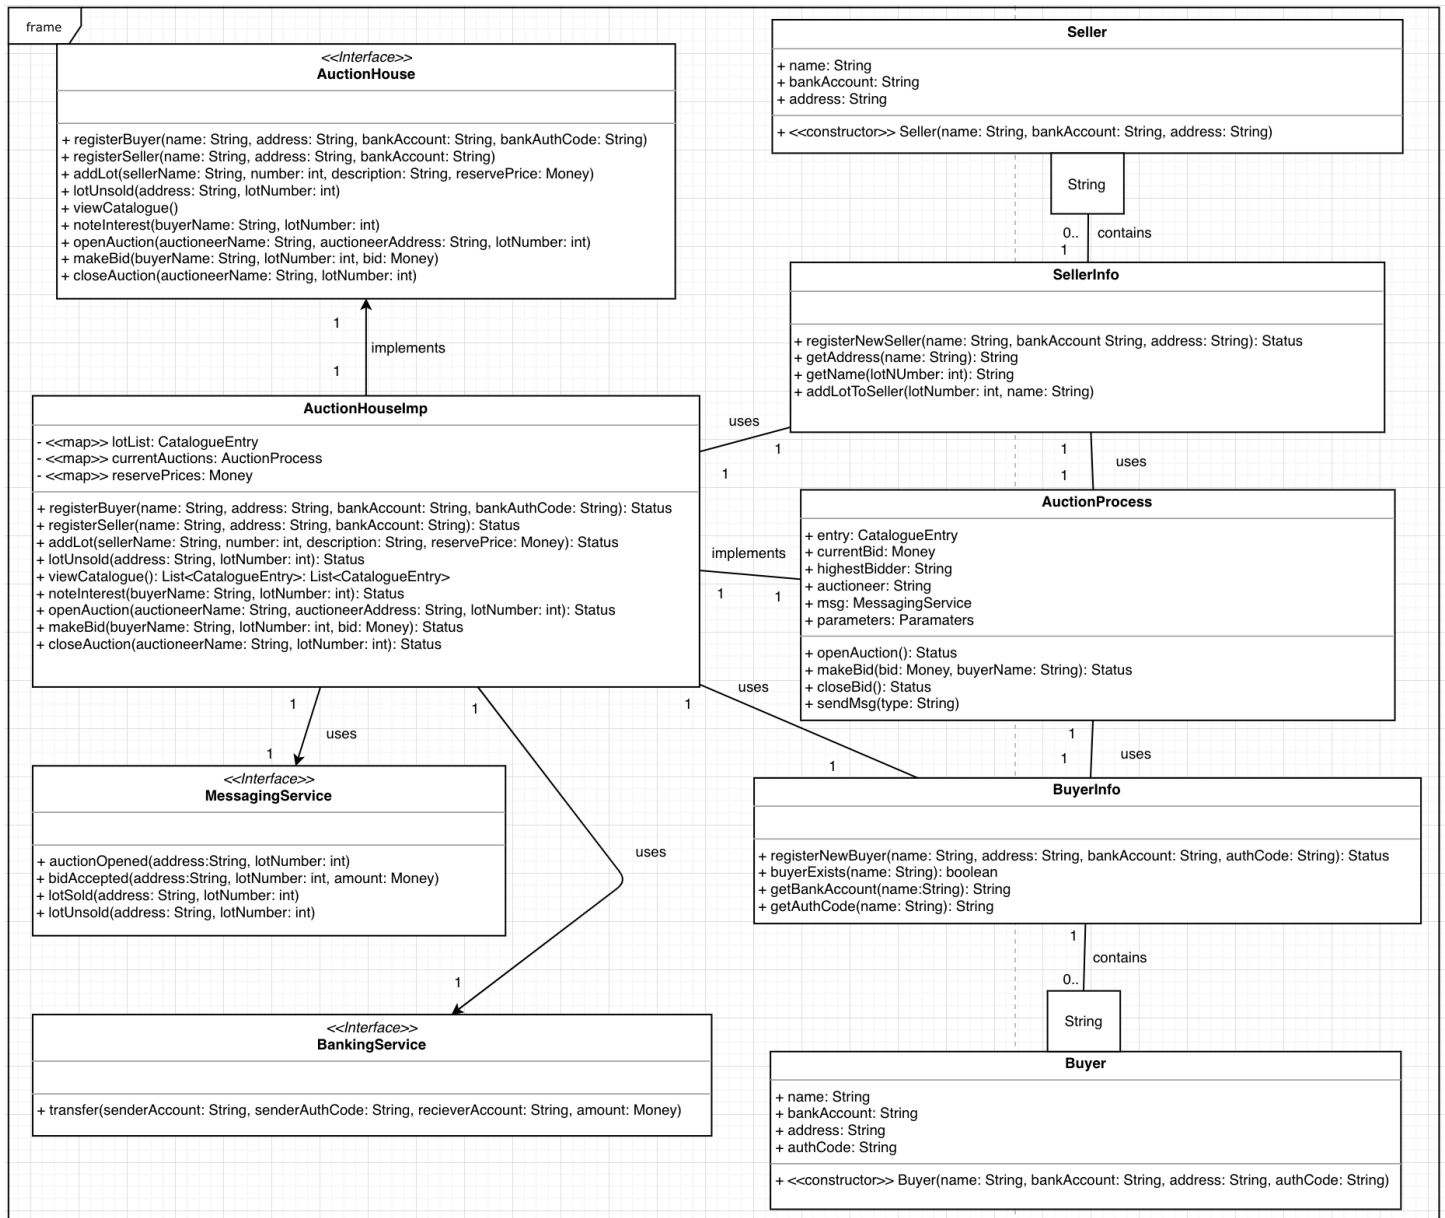 frame
<<Interface>>
AuctionHouse
+ registerBuyer(name: String, address: String, bankAccount: String, bankAuthCode: String)
+ registerSeller(name: String, address: String, bankAccount: String)
+ addLot(sellerName: String, number: int, description: String, reservePrice: Money)
+ lotUnsold(address: String, lotNumber: int)
+ viewCatalogue()
+ noteInterest(buyerName: String, lotNumber: int)
+ openAuction(auctioneerName: String, auctioneerAddress: String, lotNumber: int)
+ makeBid(buyerName: String, lotNumber: int, bid: Money)
+ closeAuction(auctioneerName: String, lotNumber: int)
1
implements
1
AuctionHouseImp
- <<map>> lotList: CatalogueEntry
- <<map>> currentAuctions: AuctionProcess
- <<map>> reservePrices: Money
+ registerBuyer(name: String, address: String, bankAccount: String, bankAuthCode: String): Status
+ registerSeller(name: String, address: String, bankAccount: String): Status
+ addLot(sellerName: String, number: int, description: String, reservePrice: Money): Status
+ lotUnsold(address: String, lotNumber: int): Status
+ viewCatalogue(): List<CatalogueEntry>: List<CatalogueEntry>
+ noteInterest(buyerName: String, lotNumber: int): Status
+ openAuction(auctioneerName: String, auctioneerAddress: String, lotNumber: int): Status
+ makeBid(buyerName: String, lotNumber: int, bid: Money): Status
+ closeAuction(auctioneerName: String, lotNumber: int): Status
1
uses
1
<<Interface>>
MessagingService
+ auctionOpened(address:String, lotNumber: int)
+ bidAccepted(address:String, lotNumber: int, amount: Money)
+ lotSold(address: String, lotNumber: int)
+ lotUnsold(address: String, lotNumber: int)
1
uses
1
<<Interface>>
BankingService
+ transfer(senderAccount: String, senderAuthCode: String, recieverAccount: String, amount: Money)
Seller
+ name: String
+ bankAccount: String
+ address: String
+ <<constructor>> Seller(name: String, bankAccount: String, address: String)
String
0..
contains
1
SellerInfo
+ registerNewSeller(name: String, bankAccount String, address: String): Status
+ getAddress(name: String): String
+ getName(lotNUmber: int): String
+ addLotToSeller(lotNumber: int, name: String)
uses
1
1
1
uses
1
AuctionProcess
+ entry: CatalogueEntry
+ currentBid: Money
+ highestBidder: String
+ auctioneer: String
+ msg: MessagingService
+ parameters: Paramaters
+ openAuction(): Status
+ makeBid(bid: Money, buyerName: String): Status
+ closeBid(): Status
+ sendMsg(type: String)
implements
1
1
uses
1
1
1
uses
1
BuyerInfo
+ registerNewBuyer(name: String, address: String, bankAccount: String, authCode: String): Status
+ buyerExists(name: String): boolean
+ getBankAccount(name:String): String
+ getAuthCode(name: String): String
1
contains
0..
String
Buyer
+ name: String
+ bankAccount: String
+ address: String
+ authCode: String
+ <<constructor>> Buyer(name: String, bankAccount: String, address: String, authCode: String)